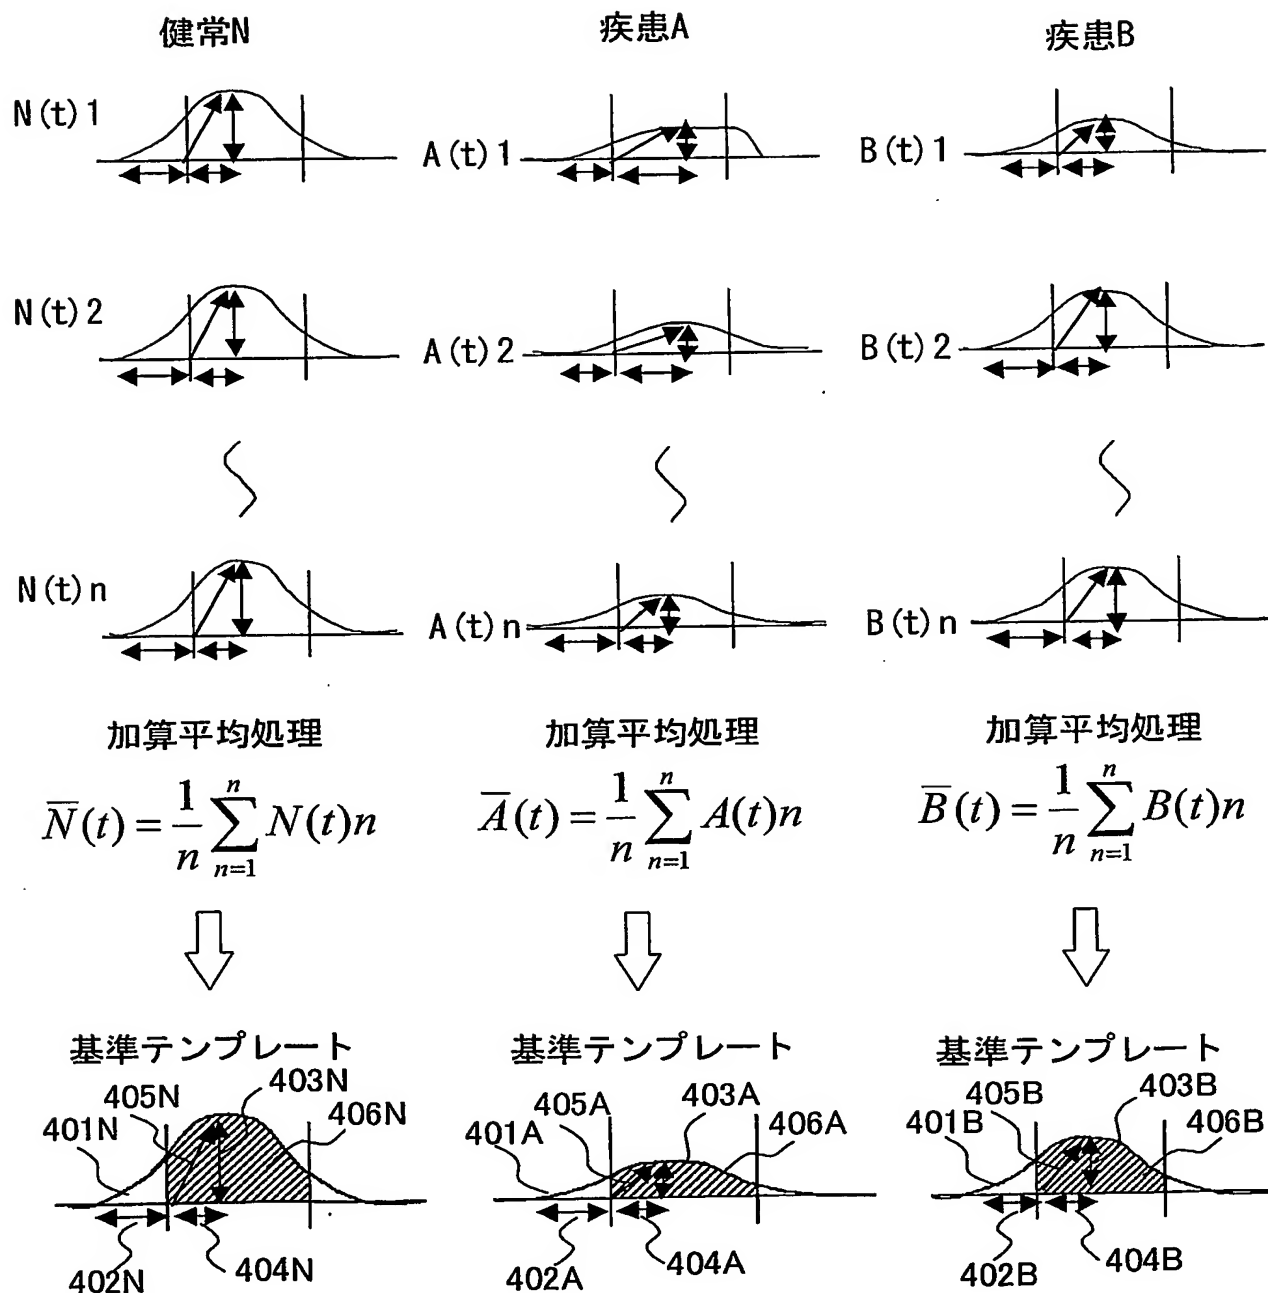 健常N
疾患A
疾患B
N(t)1
A(t)1
B(t)1
N(t)2
A(t)2
B(t)2
N(t)n
A(t)n
B(t)n
加算平均処理
加算平均処理
加算平均処理
N̅(t) = 1/n ∑_{n=1}^{n} N(t)n
A̅(t) = 1/n ∑_{n=1}^{n} A(t)n
B̅(t) = 1/n ∑_{n=1}^{n} B(t)n
基準テンプレート
基準テンプレート
基準テンプレート
405N
403N
401N
406N
402N
404N
405A
403A
401A
406A
402A
404A
405B
403B
401B
406B
402B
404B